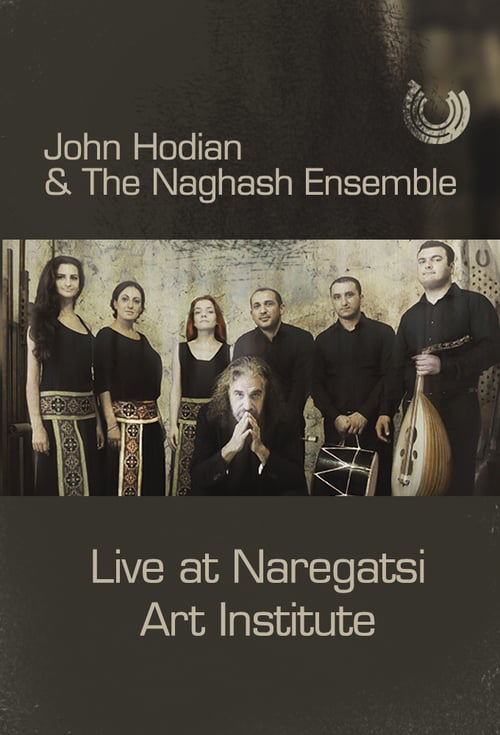 John Hodian
& The Naghash Ensemble
Live at Naregatsi
Art Institute